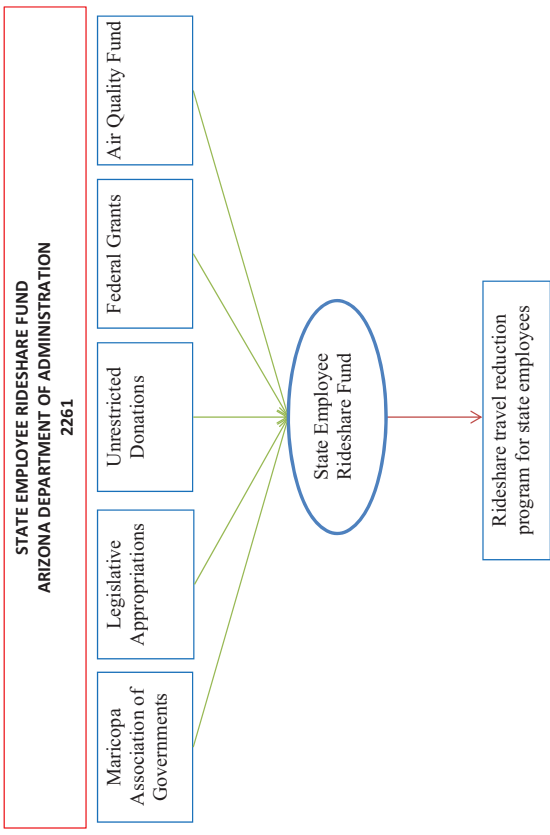 STATE EMPLOYEE RIDESHARE FUND
ARIZONA DEPARTMENT OF ADMINISTRATION
2261
Maricopa
Association of
Governments
Legislative
Appropriations
Unrestricted
Donations
Federal Grants
Air Quality Fund
State Employee
Rideshare Fund
Rideshare travel reduction
program for state employees